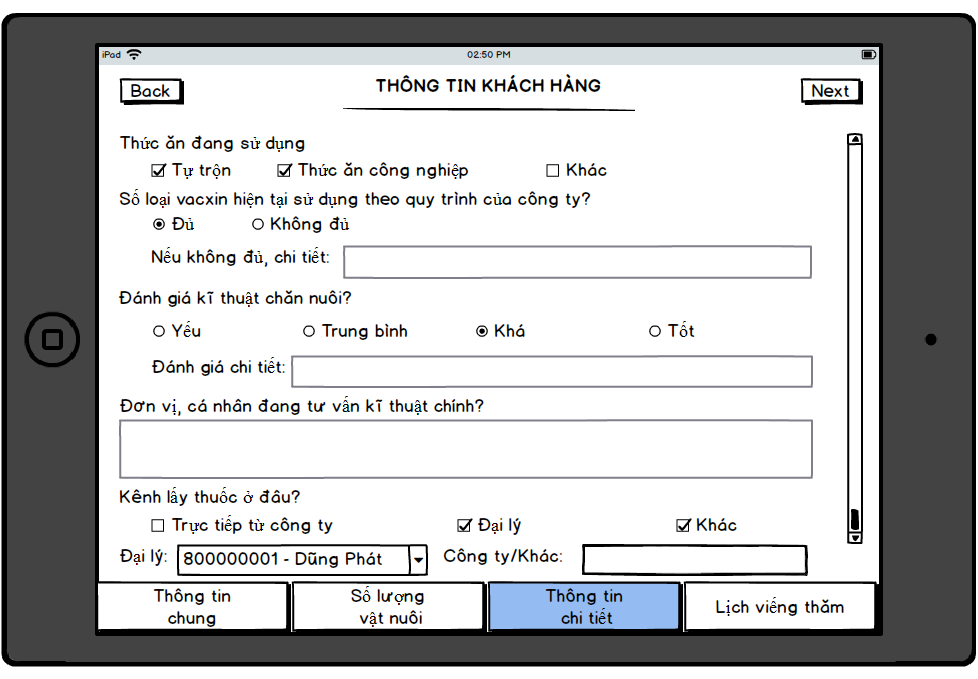 iPad 02:50 PM
Back THÔNG TIN KHÁCH HÀNG Next
Thức ăn đang sử dụng
Tự trộn Thức ăn công nghiệp Khác
Số loại vacxin hiện tại sử dụng theo quy trình của công ty?
Đủ Không đủ
Nếu không đủ, chi tiết:
Đánh giá kĩ thuật chăn nuôi?
Yếu Trung bình Khá Tốt
Đánh giá chi tiết:
Đơn vị, cá nhân đang tư vấn kĩ thuật chính?
Kênh lấy thuốc ở đâu?
Trực tiếp từ công ty Đại lý Khác
Đại lý: 800000001 - Dũng Phát Công ty/Khác:
Thông tin chung
Số lượng vật nuôi
Thông tin chi tiết
Lịch viếng thăm